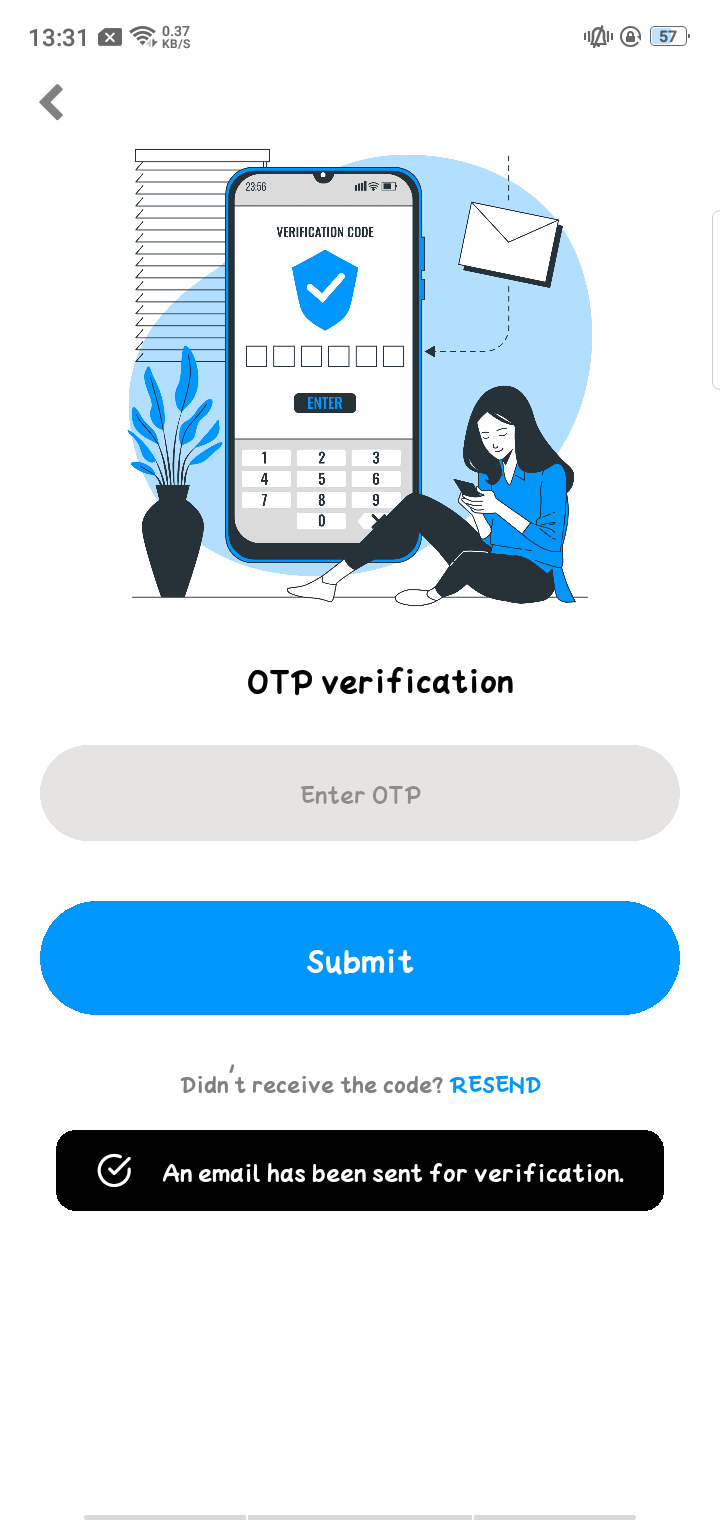 13:31
0.37
KB/S
57
23:56
VERIFICATION CODE
ENTER
1 2 3
4 5 6
7 8 9
0
OTP verification
Enter OTP
Submit
Didn't receive the code? RESEND
An email has been sent for verification.